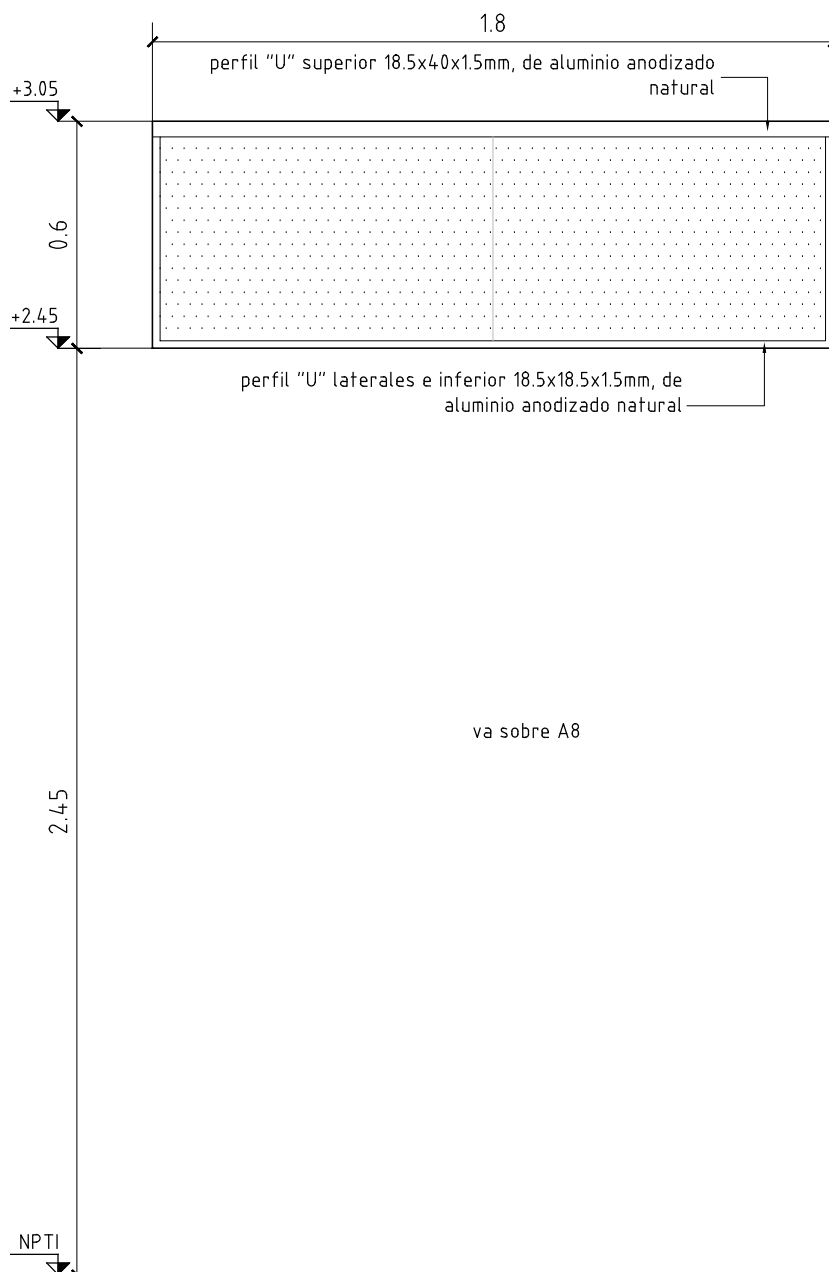 1.8
perfil "U" superior 18.5x40x1.5mm, de aluminio anodizado
natural
+3.05
0.6
+2.45
perfil "U" laterales e inferior 18.5x18.5x1.5mm, de
aluminio anodizado natural
va sobre A8
2.45
NPTI